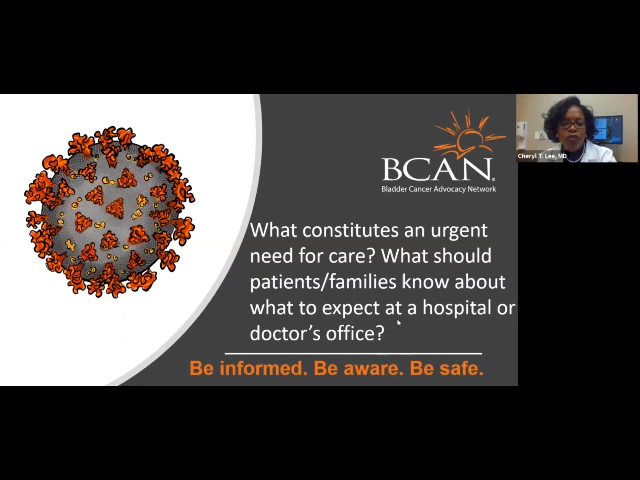 BCAN®
Bladder Cancer Advocacy Network
Cheryl T. Lee, MD
What constitutes an urgent
need for care? What should
patients/families know about
what to expect at a hospital or
doctor's office?
Be informed. Be aware. Be safe.